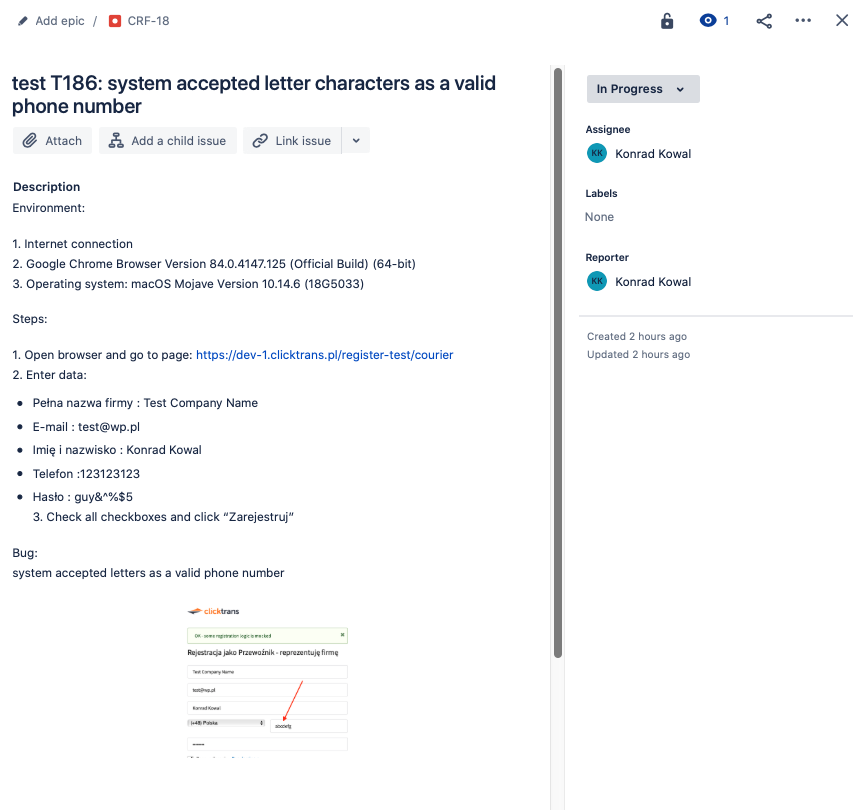 Add epic / CRF-18
1
test T186: system accepted letter characters as a valid
phone number
Attach
Add a child issue
Link issue
Description
Environment:
1. Internet connection
2. Google Chrome Browser Version 84.0.4147.125 (Official Build) (64-bit)
3. Operating system: macOS Mojave Version 10.14.6 (18G5033)
Steps:
1. Open browser and go to page: https://dev-1.clicktrans.pl/register-test/courier
2. Enter data:
• Pełna nazwa firmy : Test Company Name
• E-mail : test@wp.pl
• Imię i nazwisko : Konrad Kowal
• Telefon :123123123
• Hasło : guy&^%$5
3. Check all checkboxes and click “Zarejestruj”
Bug:
system accepted letters as a valid phone number
clicktrans
OK - some registration logic is mocked
Rejestracja jako Przewoźnik - reprezentuję firmę
Test Company Name
test@wp.pl
Konrad Kowal
(+48) Polska
In Progress
Assignee
KK Konrad Kowal
Labels
None
Reporter
KK Konrad Kowal
Created 2 hours ago
Updated 2 hours ago